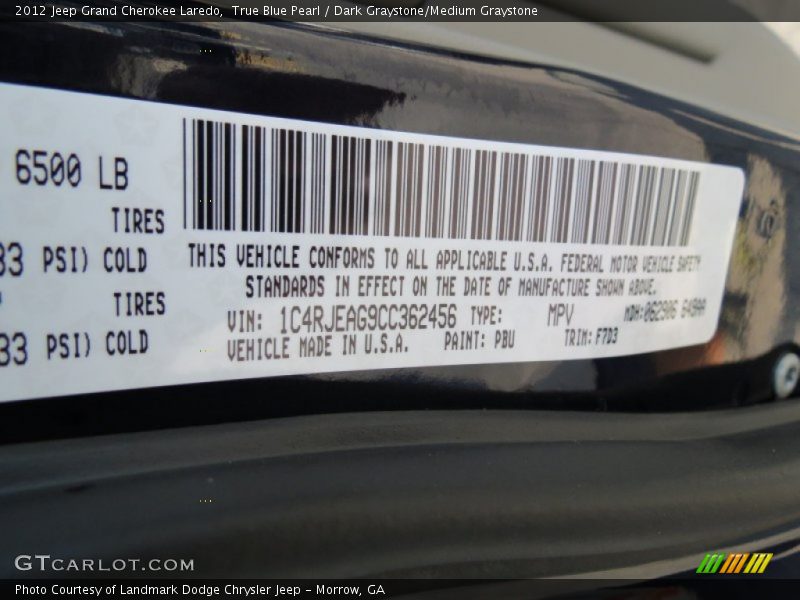 2012 Jeep Grand Cherokee Laredo,  True Blue Pearl / Dark Graystone/Medium Graystone
6500 LB
TIRES
PSI) COLD
TIRES
PSI) COLD
THIS VEHICLE CONFORMS TO ALL APPLICABLE U.S.A. FEDERAL MOTOR VEHICLE SAFETY
STANDARDS IN EFFECT ON THE DATE OF MANUFACTURE SHOWN ABOVE.
VIN: 1C4RJEAG9CC362456 TYPE: MPV MDH:062906
VEHICLE MADE IN U.S.A. PAINT: PBU TRIM: F7D3
GTCARLOT.COM
Photo Courtesy of Landmark Dodge Chrysler Jeep – Morrow, GA